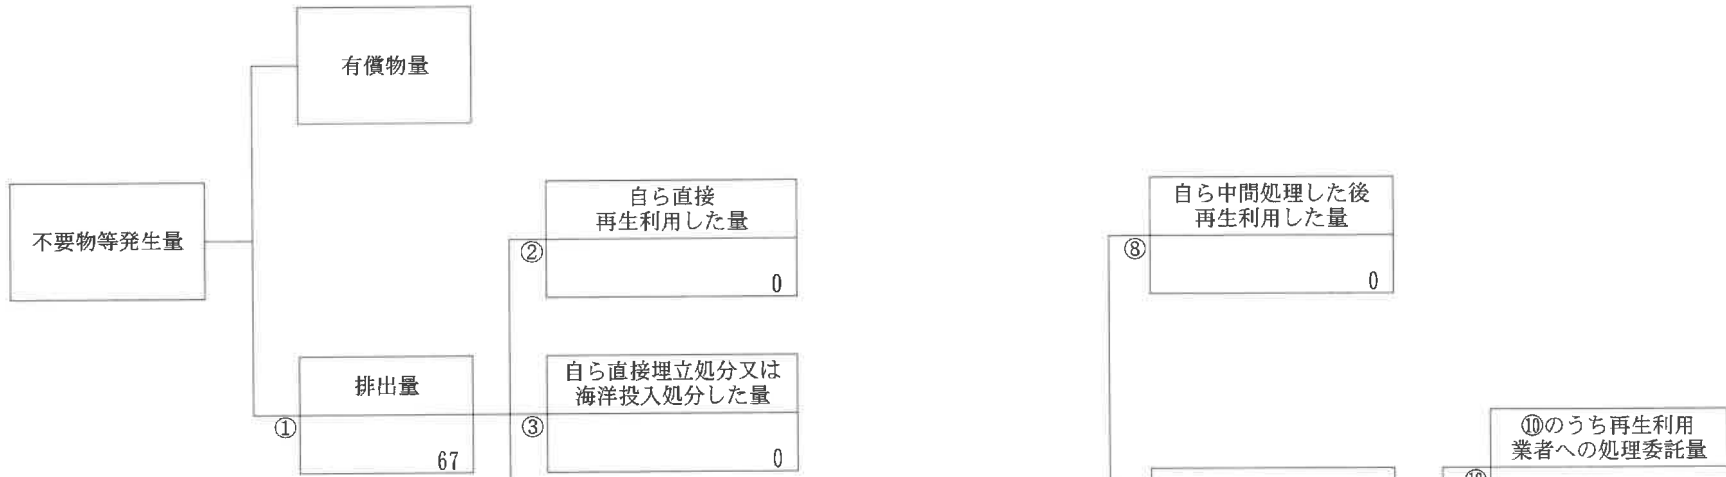 有償物量
不要物等発生量
自ら直接
再生利用した量
②
0
自ら中間処理した後
再生利用した量
⑧
0
排出量
①
67
自ら直接埋立処分又は
海洋投入処分した量
③
0
⑩のうち再生利用
業者への処理委託量